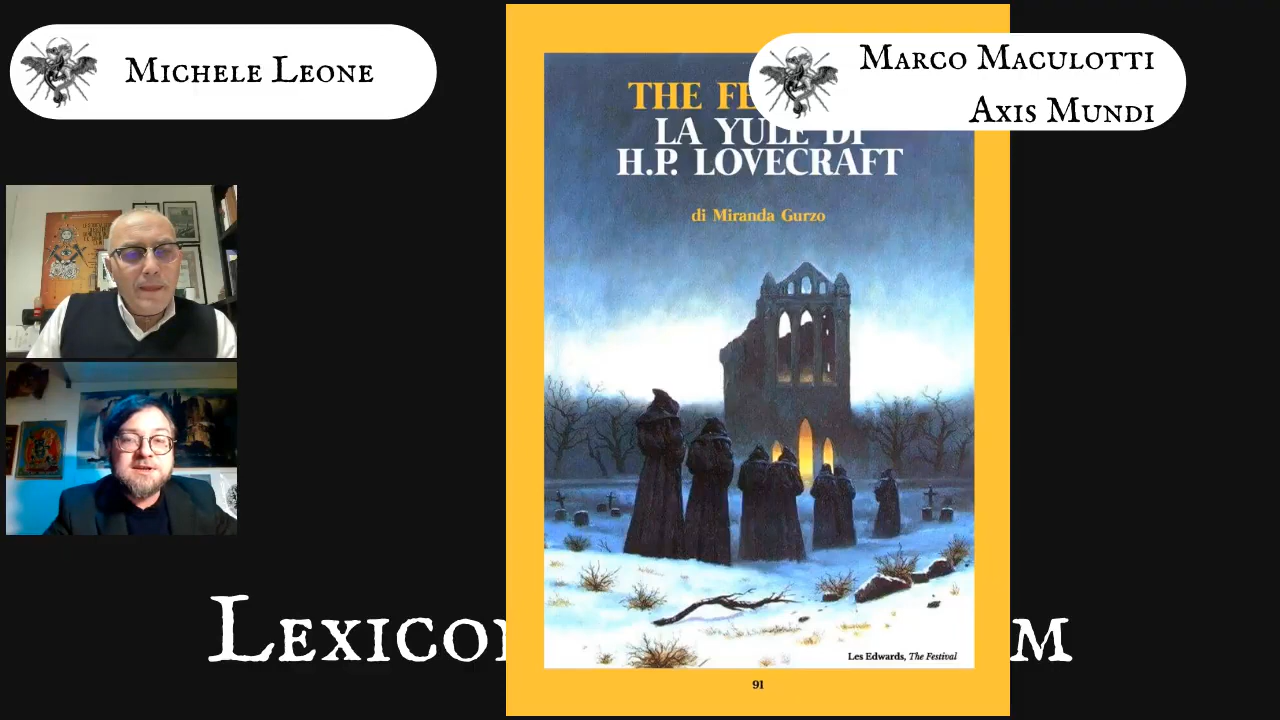 Michele Leone
Marco Maculotti
Axis Mundi
THE FE
LA YULE DI
H.P. LOVECRAFT
di Miranda Gurzo
Les Edwards, The Festival
91